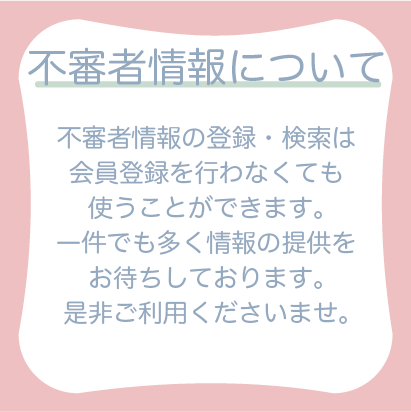 不審者情報について
不審者情報の登録・検索は
会員登録を行わなくても
使うことができます。
一件でも多く情報の提供を
お待ちしております。
是非ご利用くださいませ。